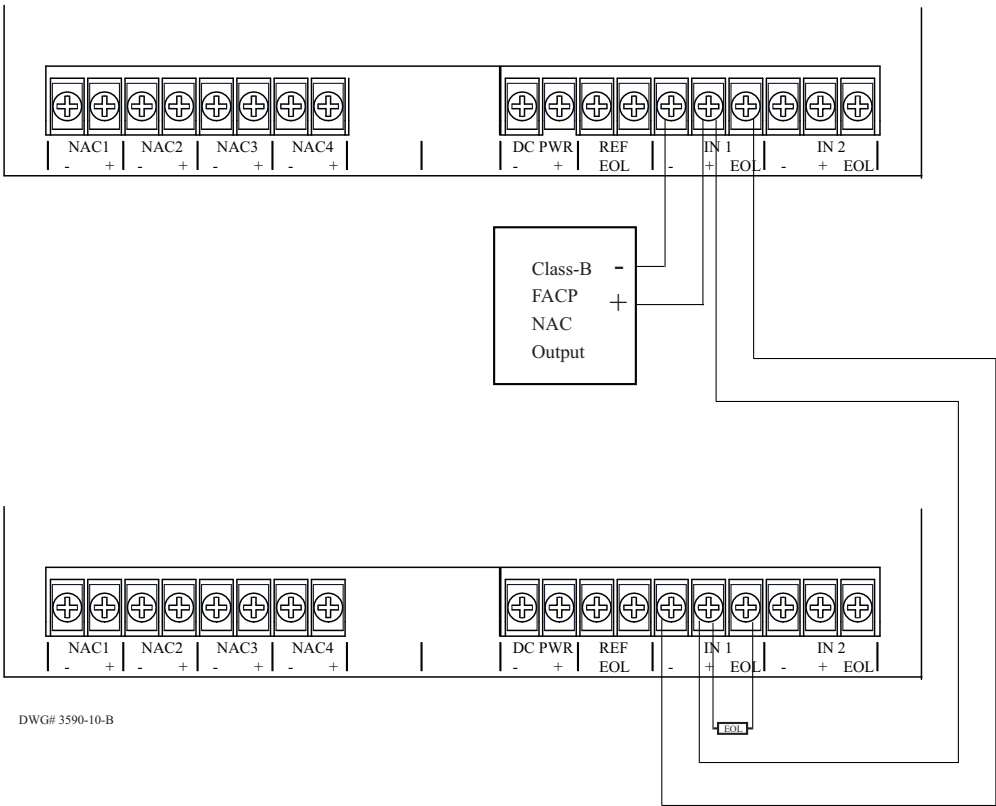 NAC1 NAC2 NAC3 NAC4 DC PWR REF IN 1 IN 2
- + - + - + - + - + EOL - + EOL - + EOL
Class-B -
FACP +
NAC
Output
NAC1 NAC2 NAC3 NAC4 DC PWR REF IN 1 IN 2
- + - + - + - + - + EOL - + EOL - + EOL
DWG# 3590-10-B
EOL